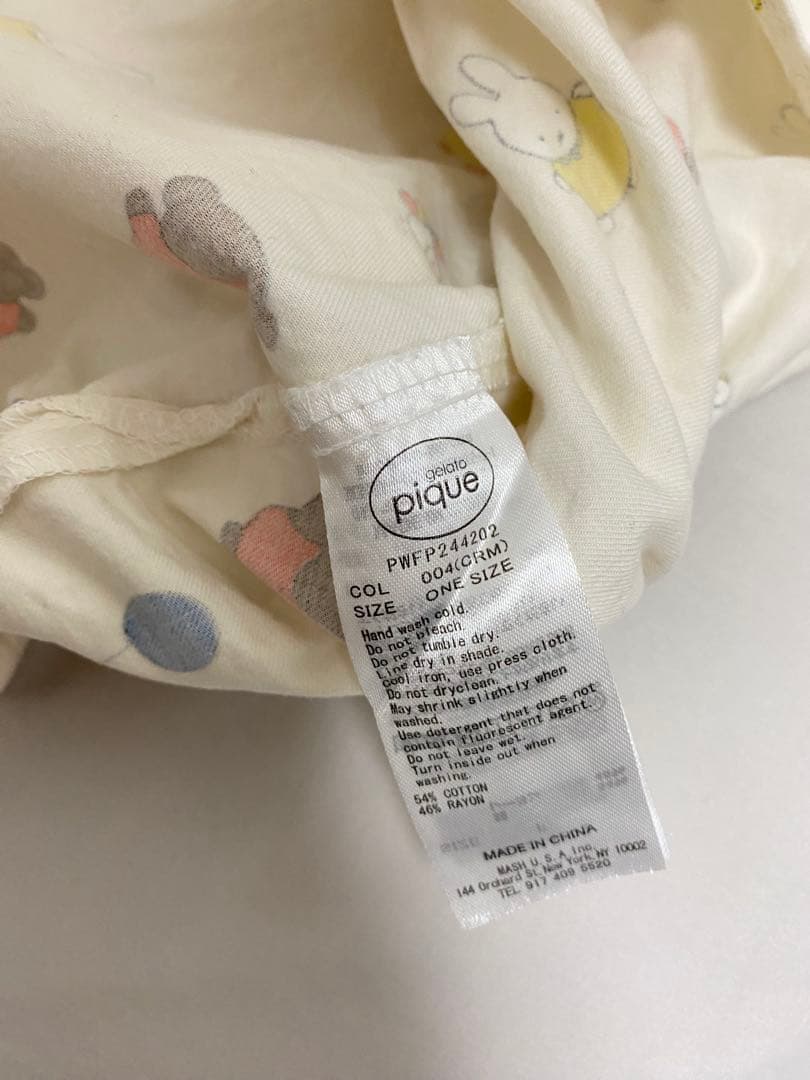 gelato
pique
PWFP244202
COL 004(CRM)
SIZE ONE SIZE
Hand wash cold.
Do not bleach.
Do not tumble dry.
Line dry in shade.
Cool iron, use press cloth.
Do not dryclean.
May shrink slightly when
washed.
Use detergent that does not
contain fluorescent agent.
Do not leave wet.
Turn inside out when
washing.
54% COTTON
46% RAYON
MADE IN CHINA
MASH U.S.A Inc.
144 Orchard St, New York, NY 10002
TEL 917 409 5520